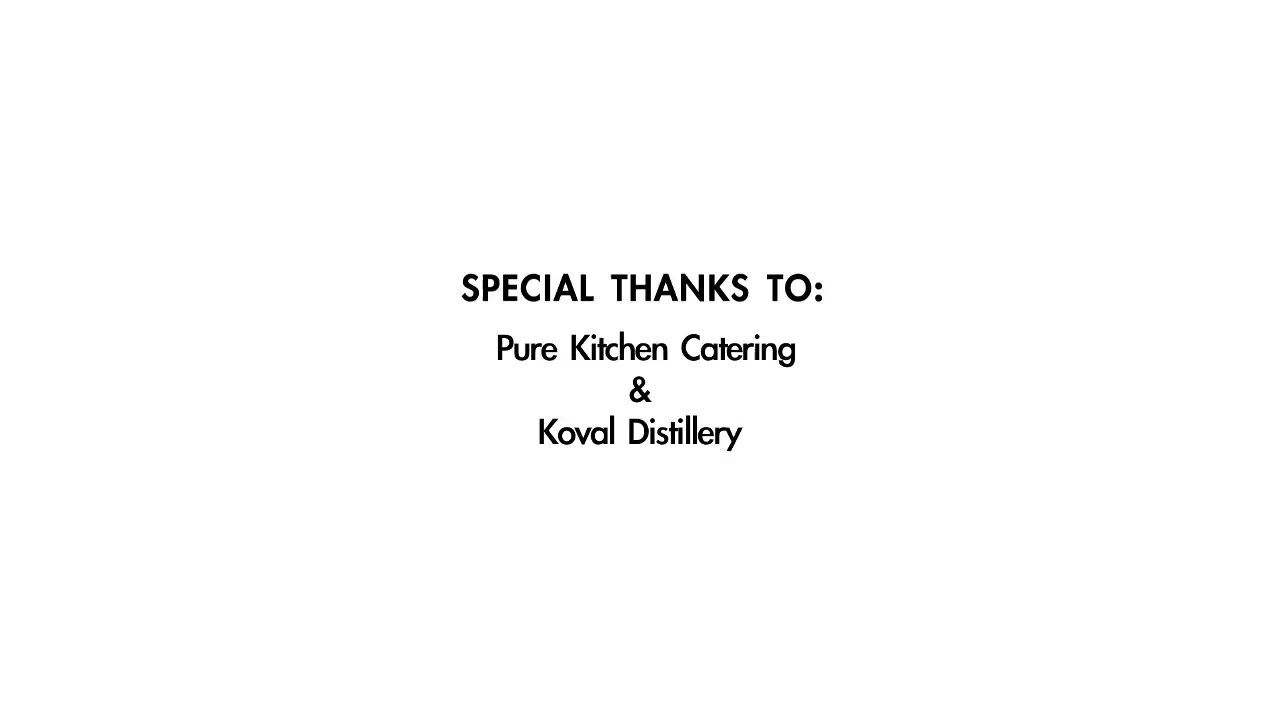 SPECIAL THANKS TO:
Pure Kitchen Catering
&
Koval Distillery